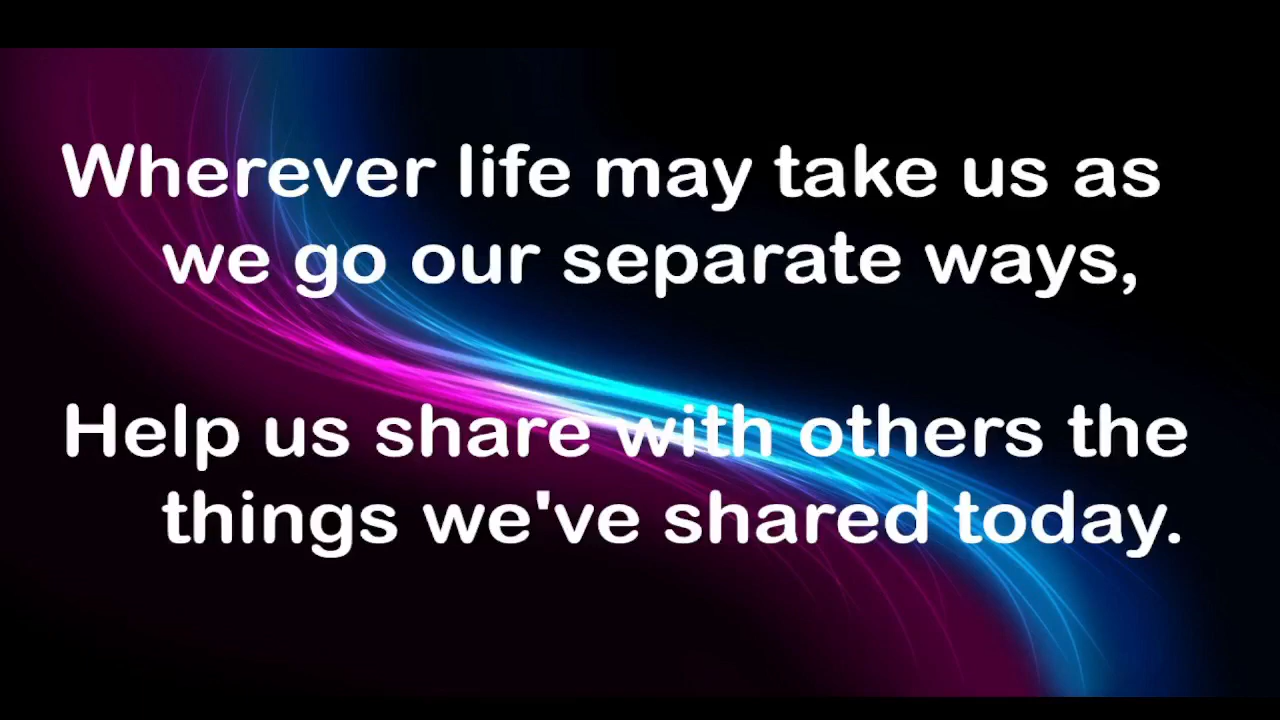 Wherever life may take us as
we go our separate ways,
Help us share with others the
things we've shared today.